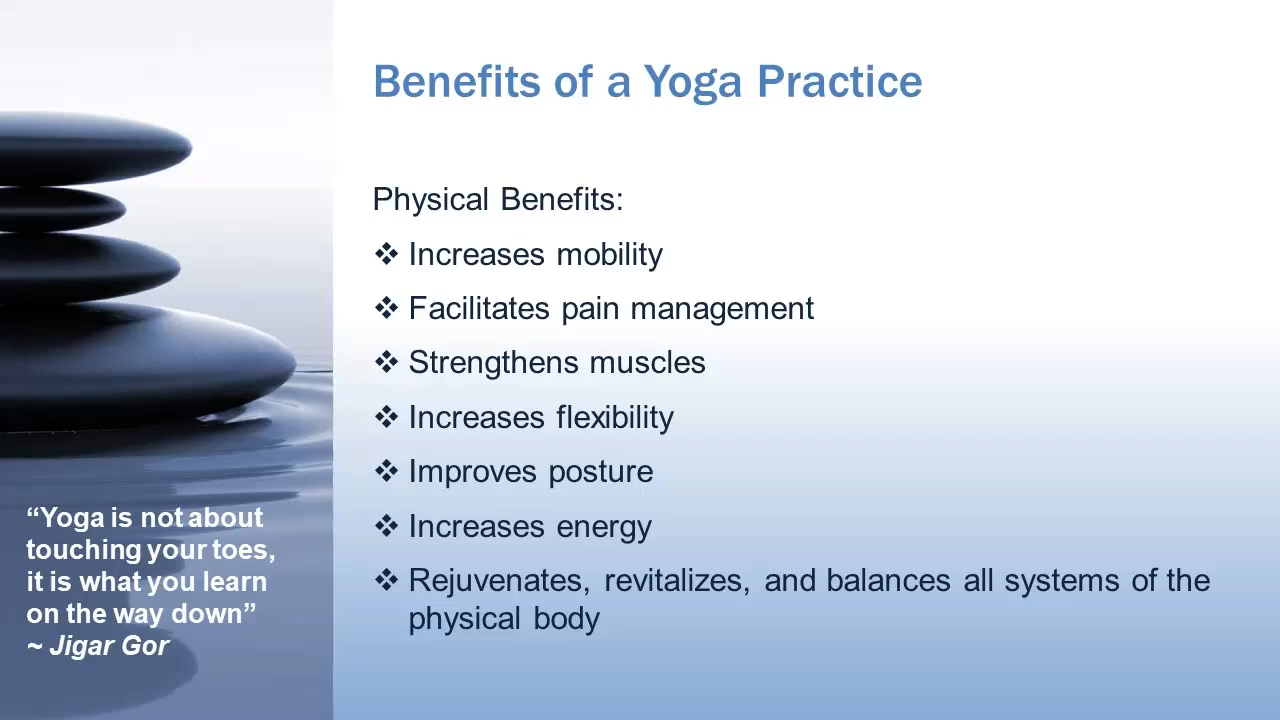 Benefits of a Yoga Practice
Physical Benefits:
❖ Increases mobility
❖ Facilitates pain management
❖ Strengthens muscles
❖ Increases flexibility
❖ Improves posture
❖ Increases energy
❖ Rejuvenates, revitalizes, and balances all systems of the
physical body
“Yoga is not about
touching your toes,
it is what you learn
on the way down”
~ Jigar Gor